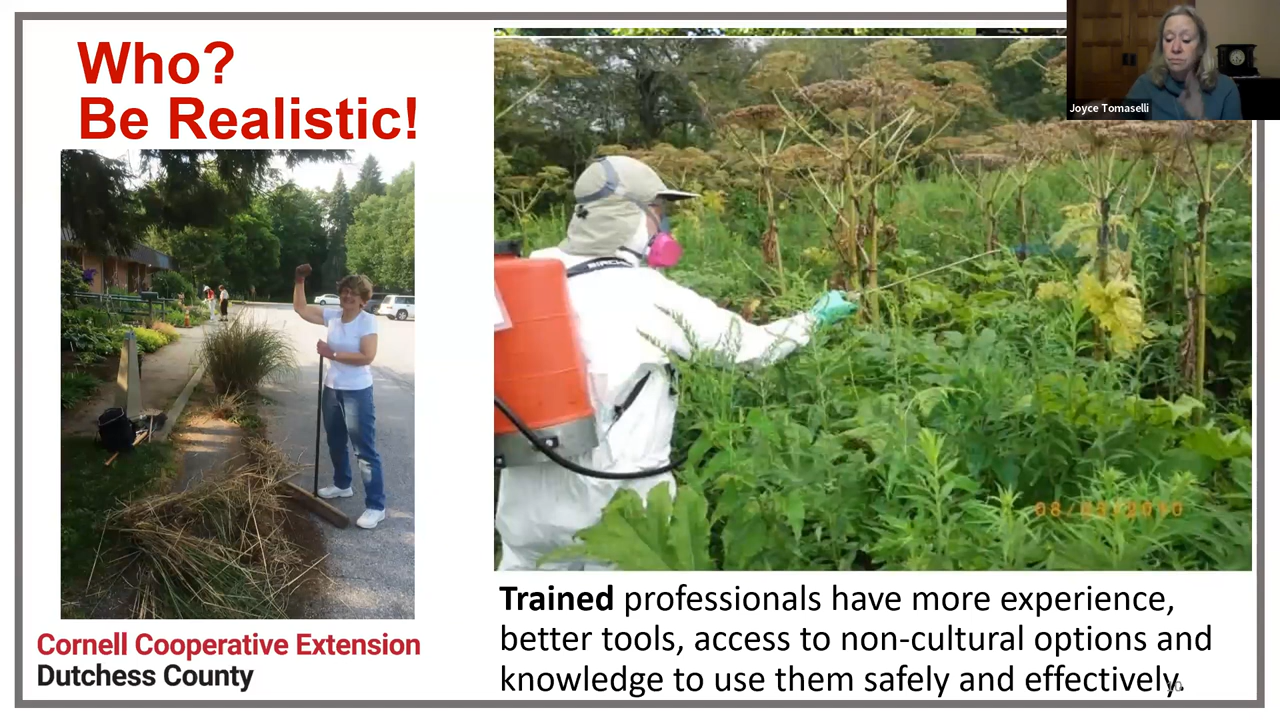 Who?
Be Realistic!
Joyce Tomaselli
Cornell Cooperative Extension
Dutchess County
Trained professionals have more experience,
better tools, access to non-cultural options and
knowledge to use them safely and effectively.